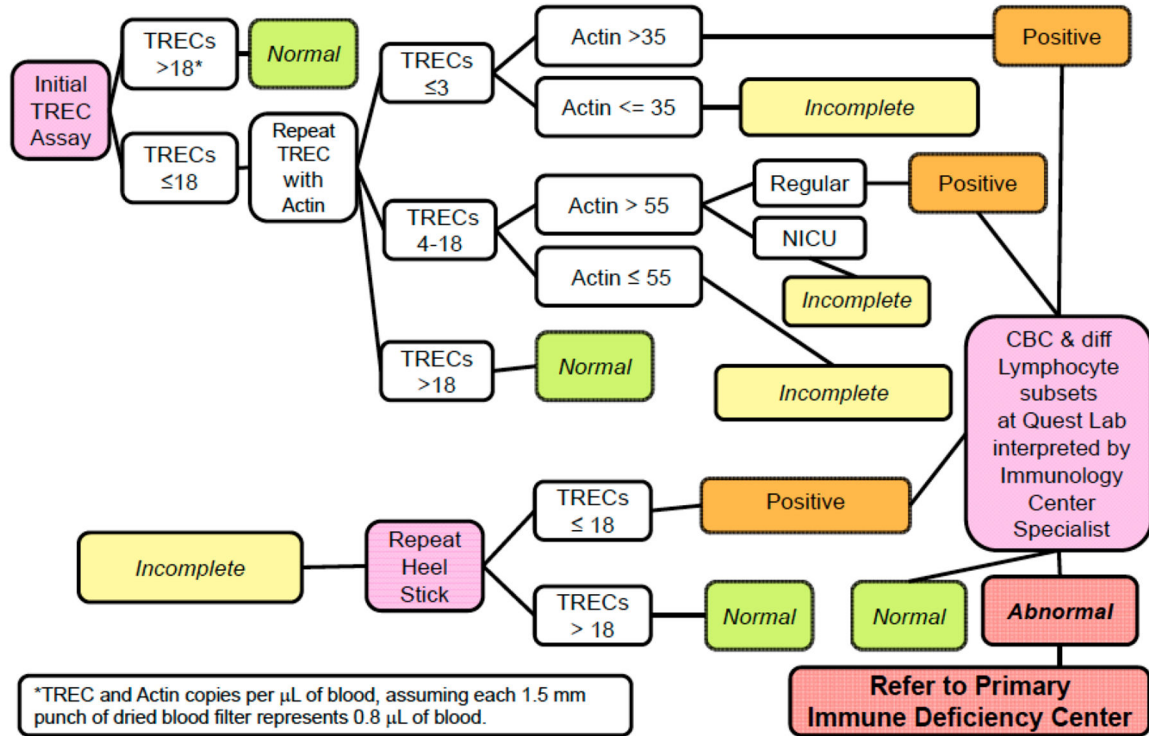 Initial
TREC
Assay
TRECs
>18*
Normal
TRECs
≤18
Repeat
TREC
with
Actin
TRECs
≤3
Actin >35
Positive
Actin <= 35
Incomplete
TRECs
4-18
Actin > 55
Regular
Positive
NICU
Incomplete
Actin ≤ 55
Incomplete
TRECs
>18
Normal
CBC & diff
Lymphocyte
subsets
at Quest Lab
interpreted by
Immunology
Center
Specialist
Incomplete
Repeat
Heel
Stick
TRECs
≤ 18
Positive
TRECs
> 18
Normal
Normal
Abnormal
Refer to Primary
Immune Deficiency Center
*TREC and Actin copies per μL of blood, assuming each 1.5 mm
punch of dried blood filter represents 0.8 μL of blood.